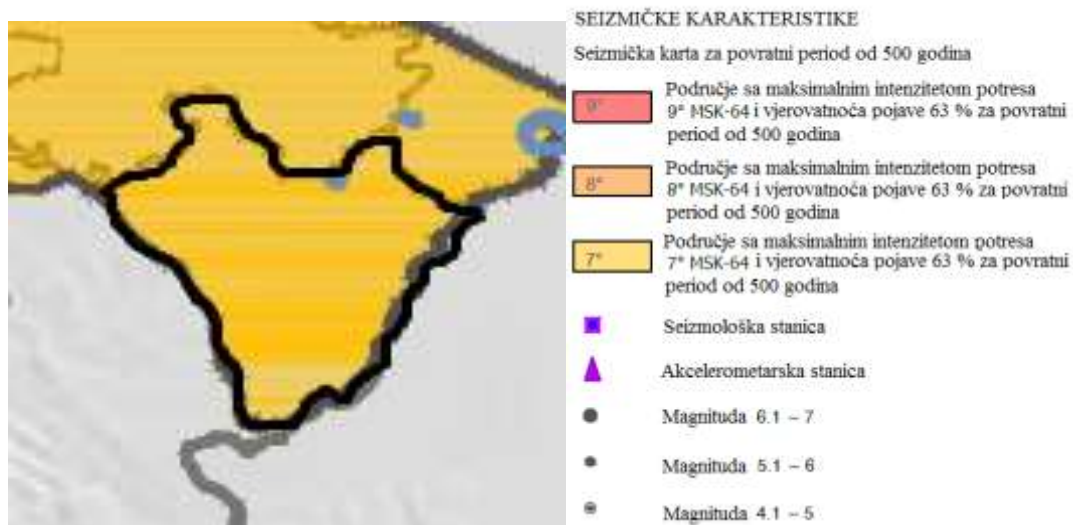 SEIZMIČKE KARAKTERISTIKE
Seizmička karta za povratni period od 500 godina
9°
Područje sa maksimalnim intenzitetom potresa
9° MSK-64 i vjerovatnoća pojave 63 % za povratni
period od 500 godina
8°
Područje sa maksimalnim intenzitetom potresa
8° MSK-64 i vjerovatnoća pojave 63 % za povratni
period od 500 godina
7°
Područje sa maksimalnim intenzitetom potresa
7° MSK-64 i vjerovatnoća pojave 63 % za povratni
period od 500 godina
Seizmološka stanica
Akcelerometarska stanica
Magnituda 6.1 – 7
Magnituda 5.1 – 6
Magnituda 4.1 – 5